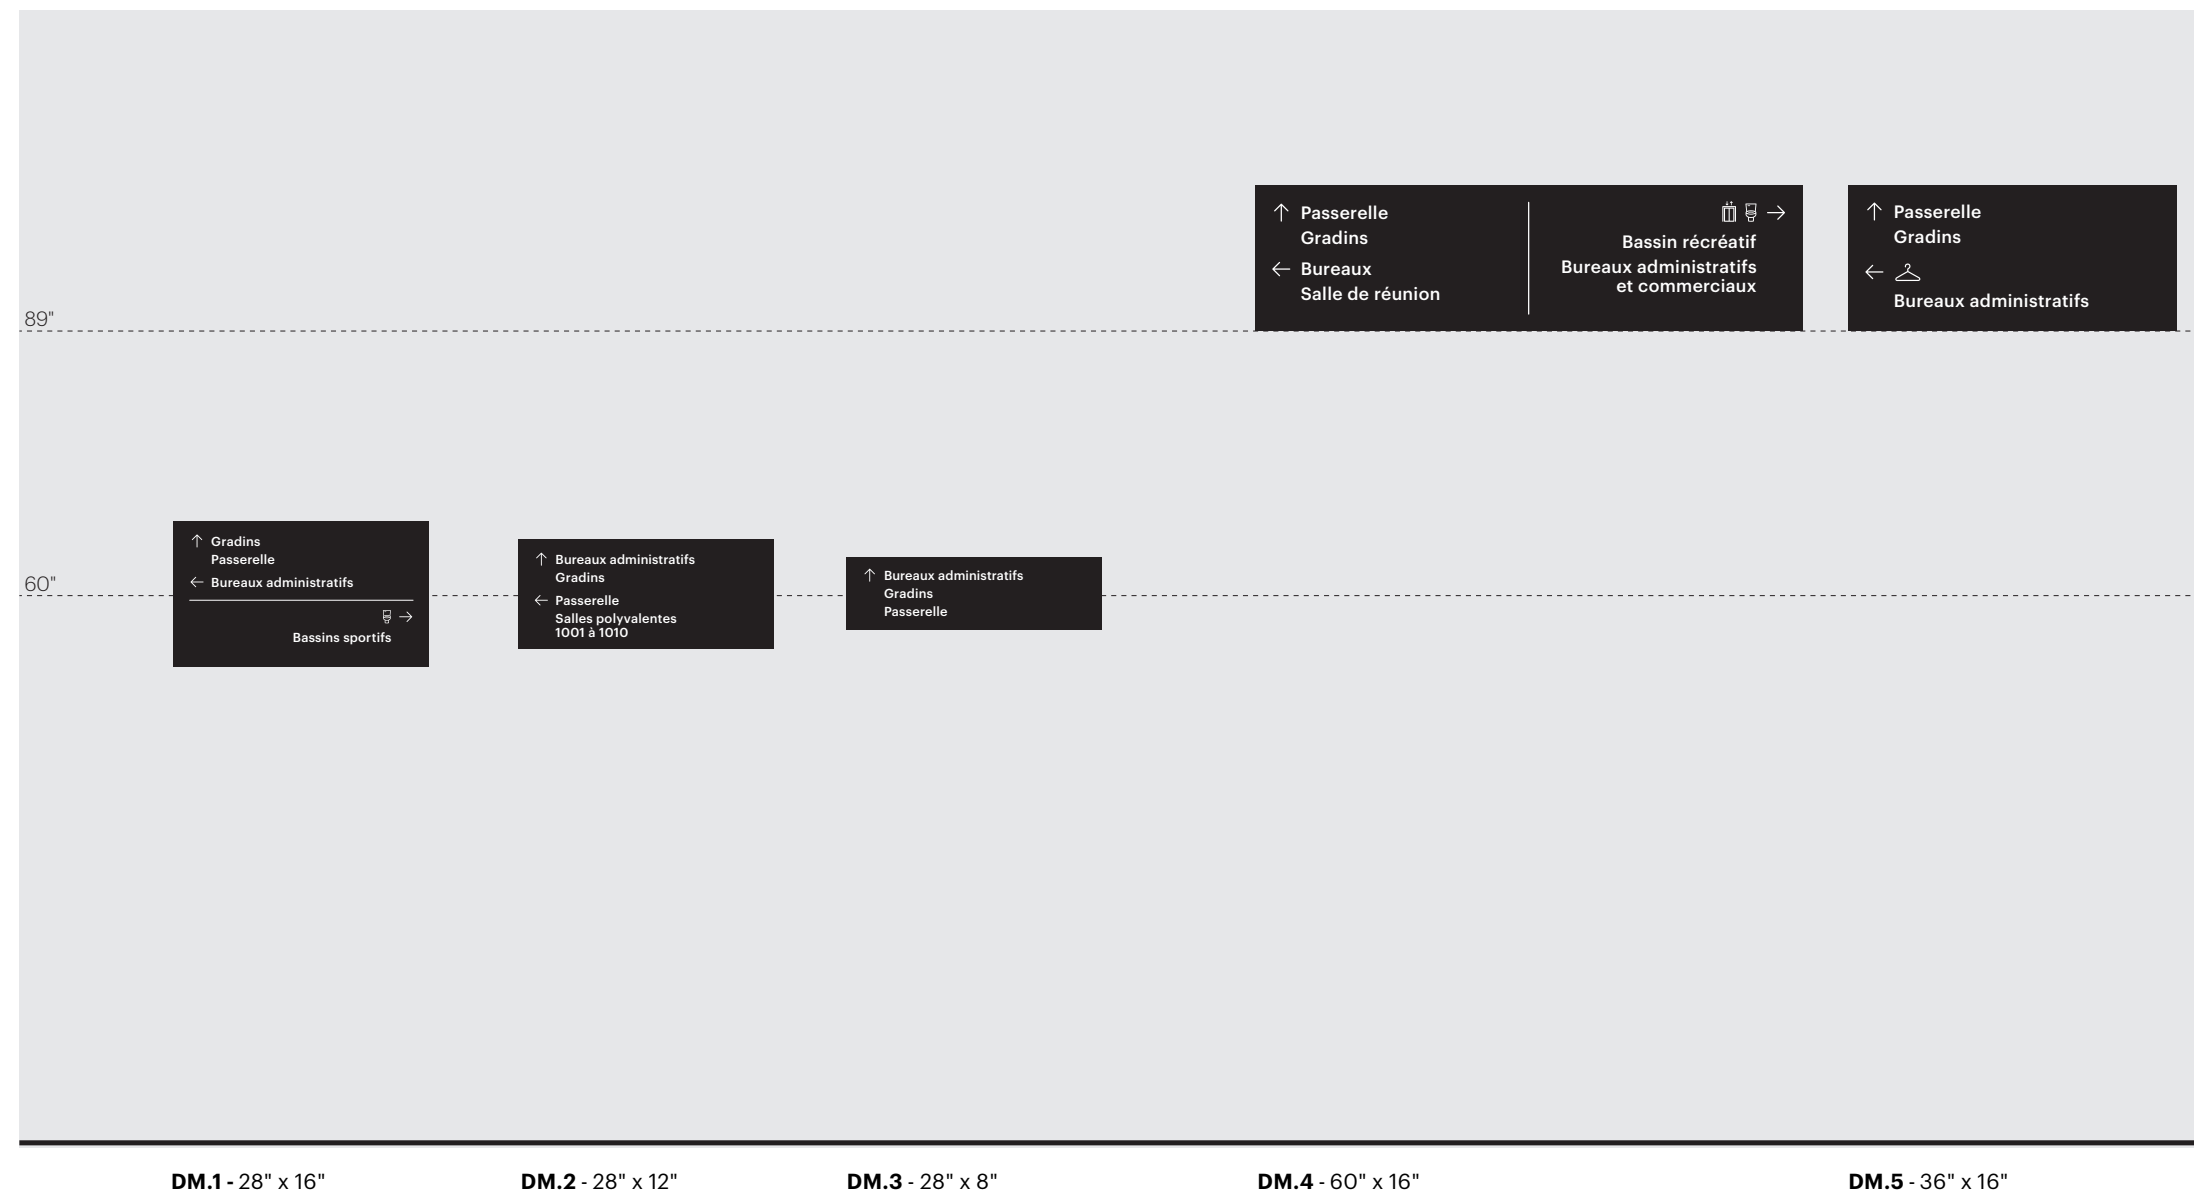 ↑ Passerelle
Gradins
← Bureaux
Salle de réunion
→
Bassin récréatif
Bureaux administratifs
et commerciaux
↑ Passerelle
Gradins
←
Bureaux administratifs
89"
↑ Gradins
Passerelle
← Bureaux administratifs
→
Bassins sportifs
↑ Bureaux administratifs
Gradins
← Passerelle
Salles polyvalentes
1001 à 1010
↑ Bureaux administratifs
Gradins
Passerelle
60"
DM.1 - 28" x 16"
DM.2 - 28" x 12"
DM.3 - 28" x 8"
DM.4 - 60" x 16"
DM.5 - 36" x 16"